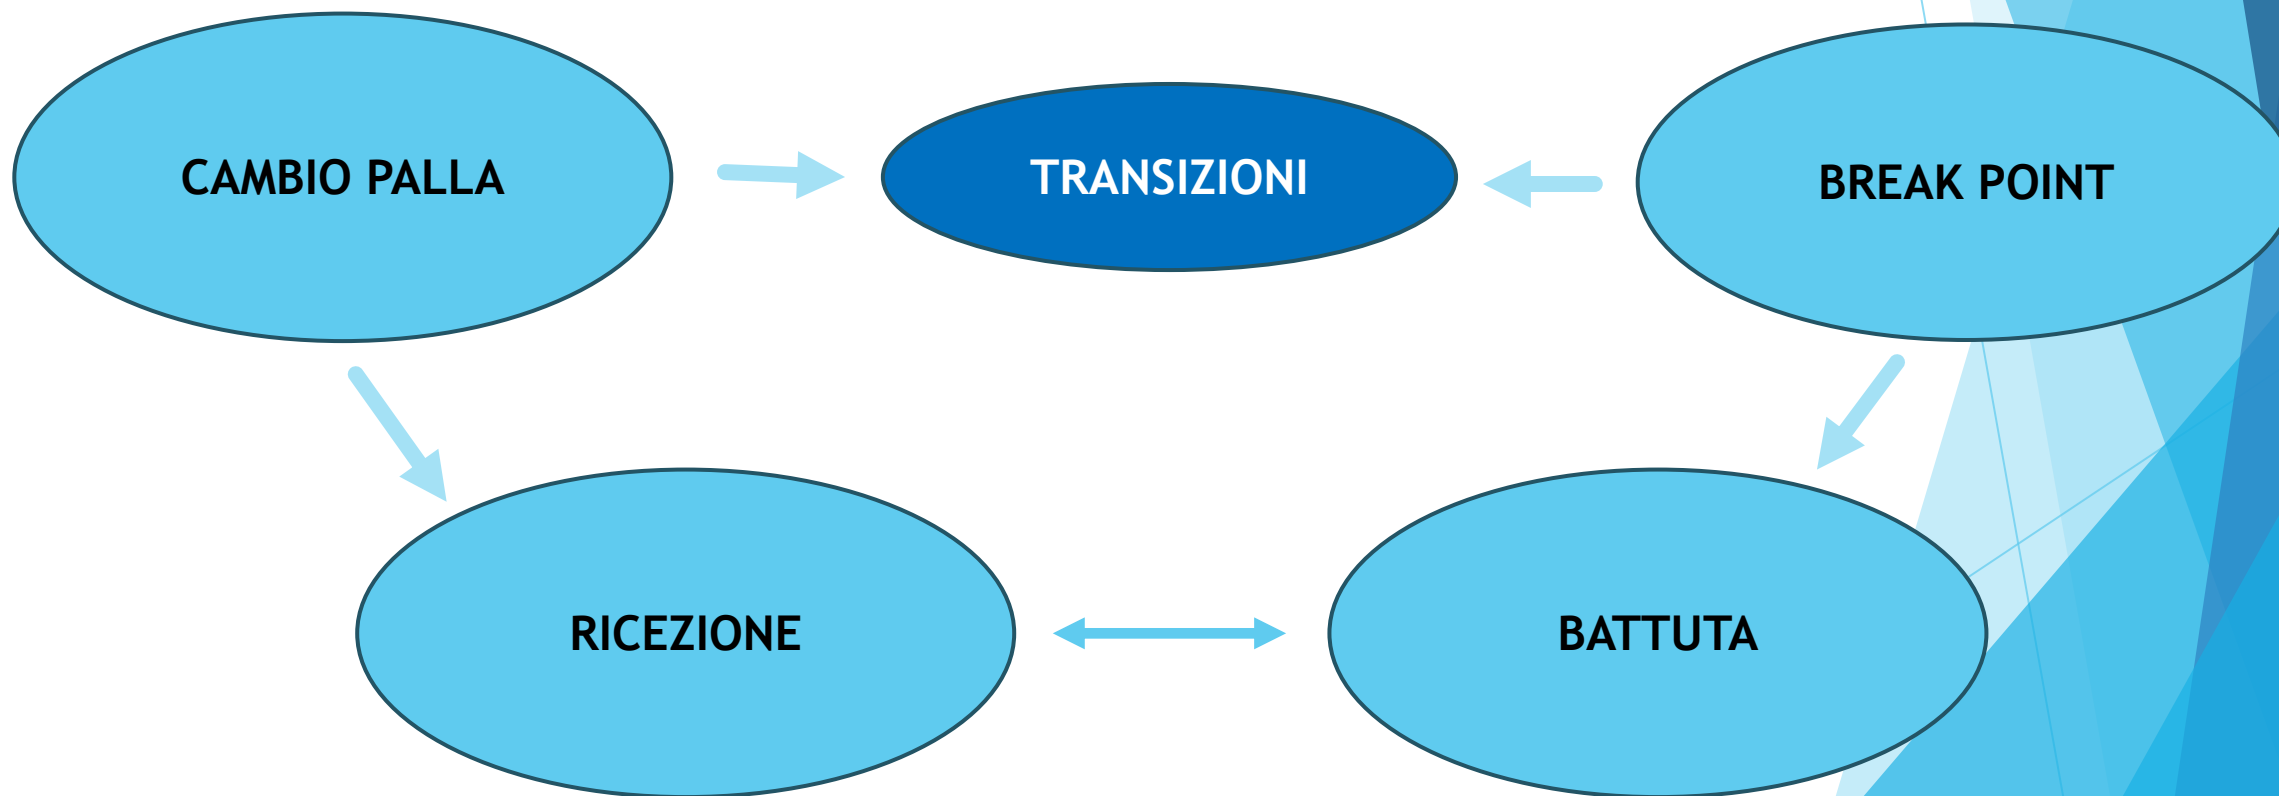 CAMBIO PALLA
TRANSIZIONI
BREAK POINT
RICEZIONE
BATTUTA